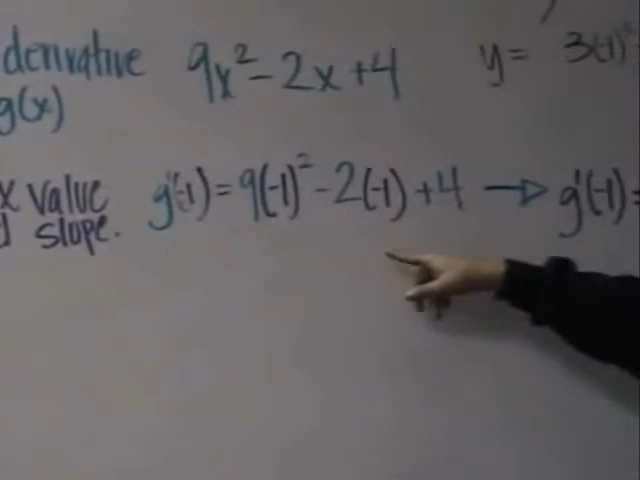 derivative 9x² - 2x + 4 y = 3(-1)
g(x)
x value g'(-1) = 9(-1)² - 2(-1) + 4 → g'(-1) =
slope.